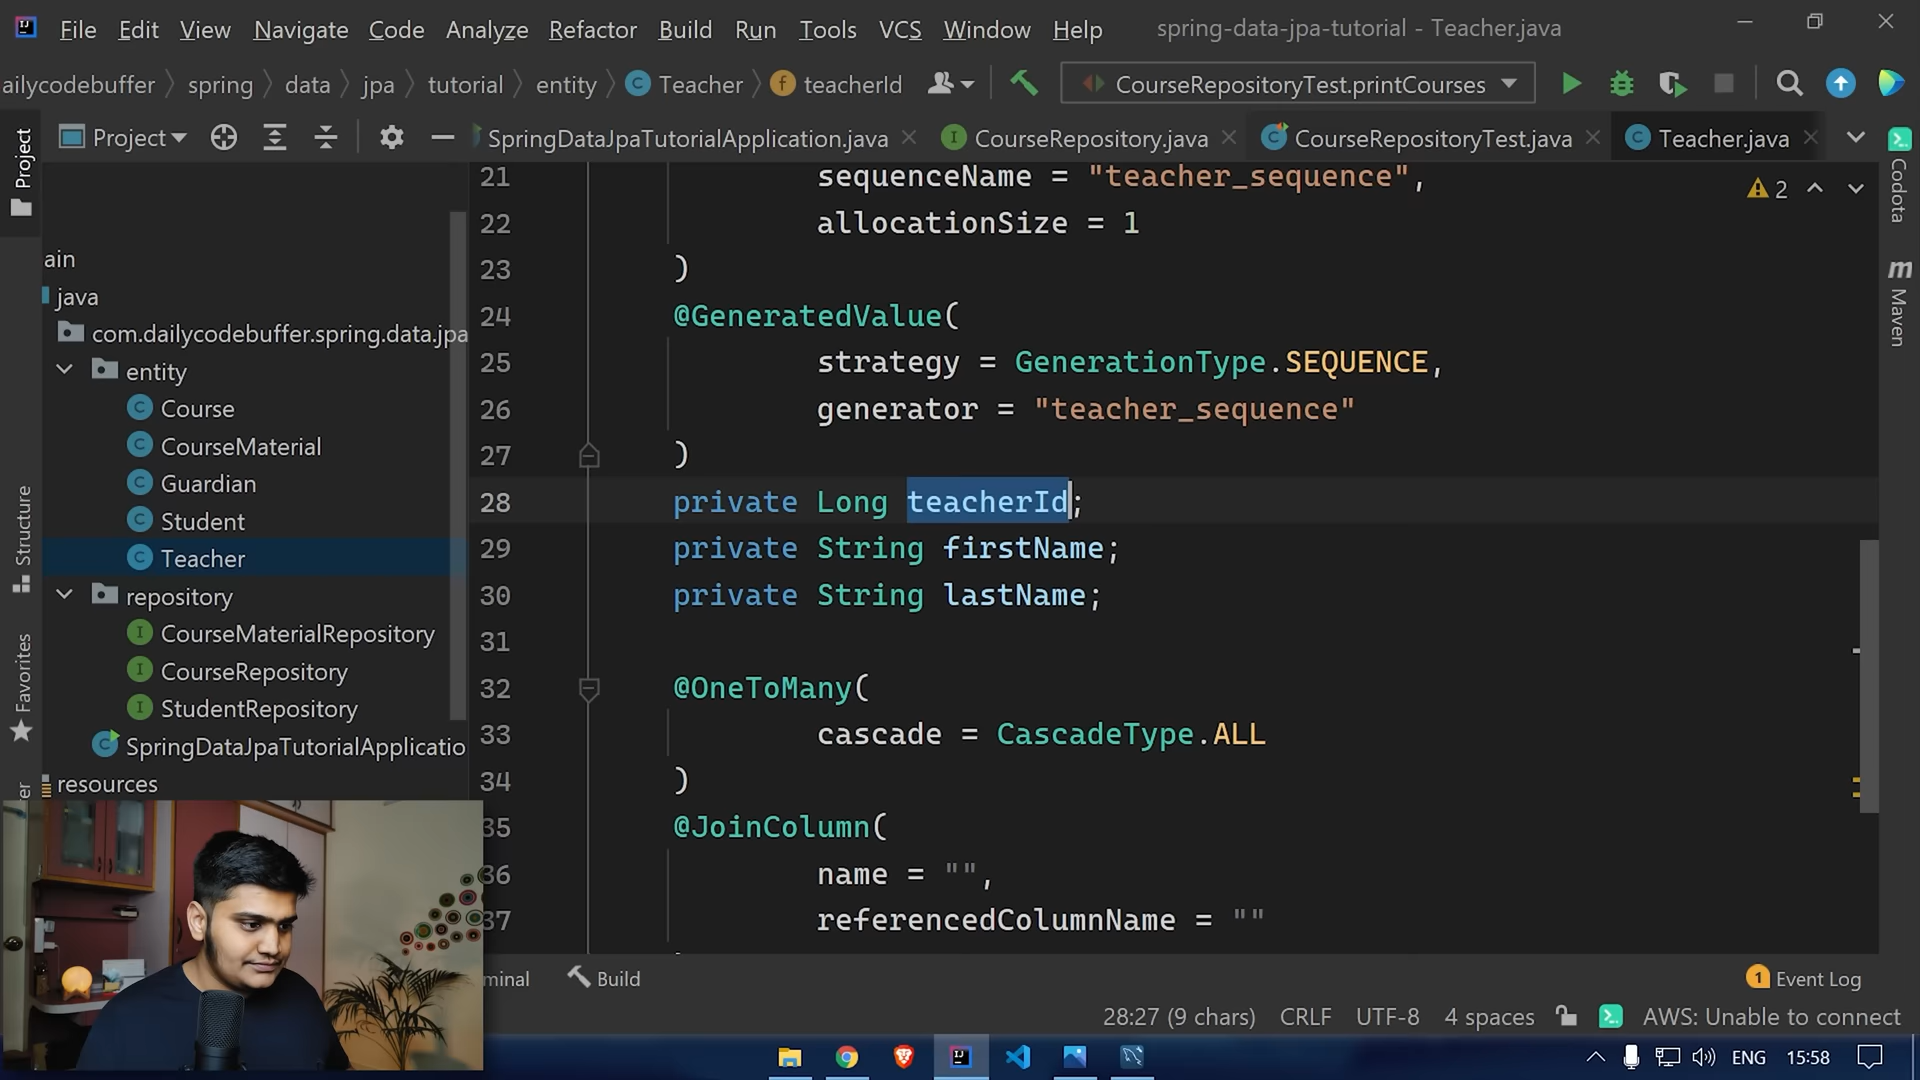 File Edit View Navigate Code Analyze Refactor Build Run Tools VCS Window Help spring-data-jpa-tutorial - Teacher.java
ailycodebuffer spring data jpa tutorial entity Teacher teacherId CourseRepositoryTest.printCourses
Project SpringDataJpaTutorialApplication.java CourseRepository.java CourseRepositoryTest.java Teacher.java
Project
Structure
Favorites
er
ain
java
com.dailycodebuffer.spring.data.jpa
entity
Course
CourseMaterial
Guardian
Student
Teacher
repository
CourseMaterialRepository
CourseRepository
StudentRepository
SpringDataJpaTutorialApplicatio
resources
21 sequenceName = "teacher_sequence",
22 allocationSize = 1
23 )
24 @GeneratedValue(
25 strategy = GenerationType.SEQUENCE,
26 generator = "teacher_sequence"
27 )
28 private Long teacherId;
29 private String firstName;
30 private String lastName;
31
32 @OneToMany(
33 cascade = CascadeType.ALL
34 )
35 @JoinColumn(
36 name = "",
37 referencedColumnName = ""
2
Codota
m Maven
minal Build 1 Event Log
28:27 (9 chars) CRLF UTF-8 4 spaces AWS: Unable to connect
ENG 15:58